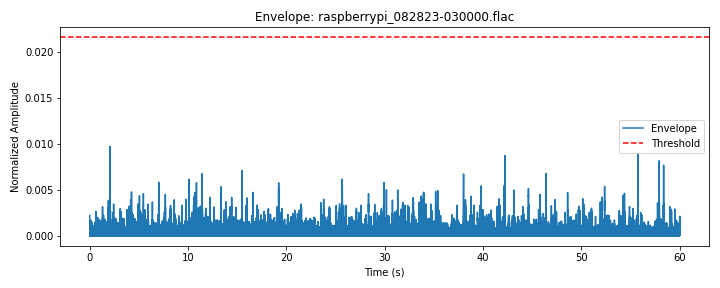 Envelope: raspberrypi_082823-030000.flac
Normalized Amplitude
0.020
0.015
0.010
0.005
0.000
Envelope
Threshold
0
10
20
30
40
50
60
Time (s)